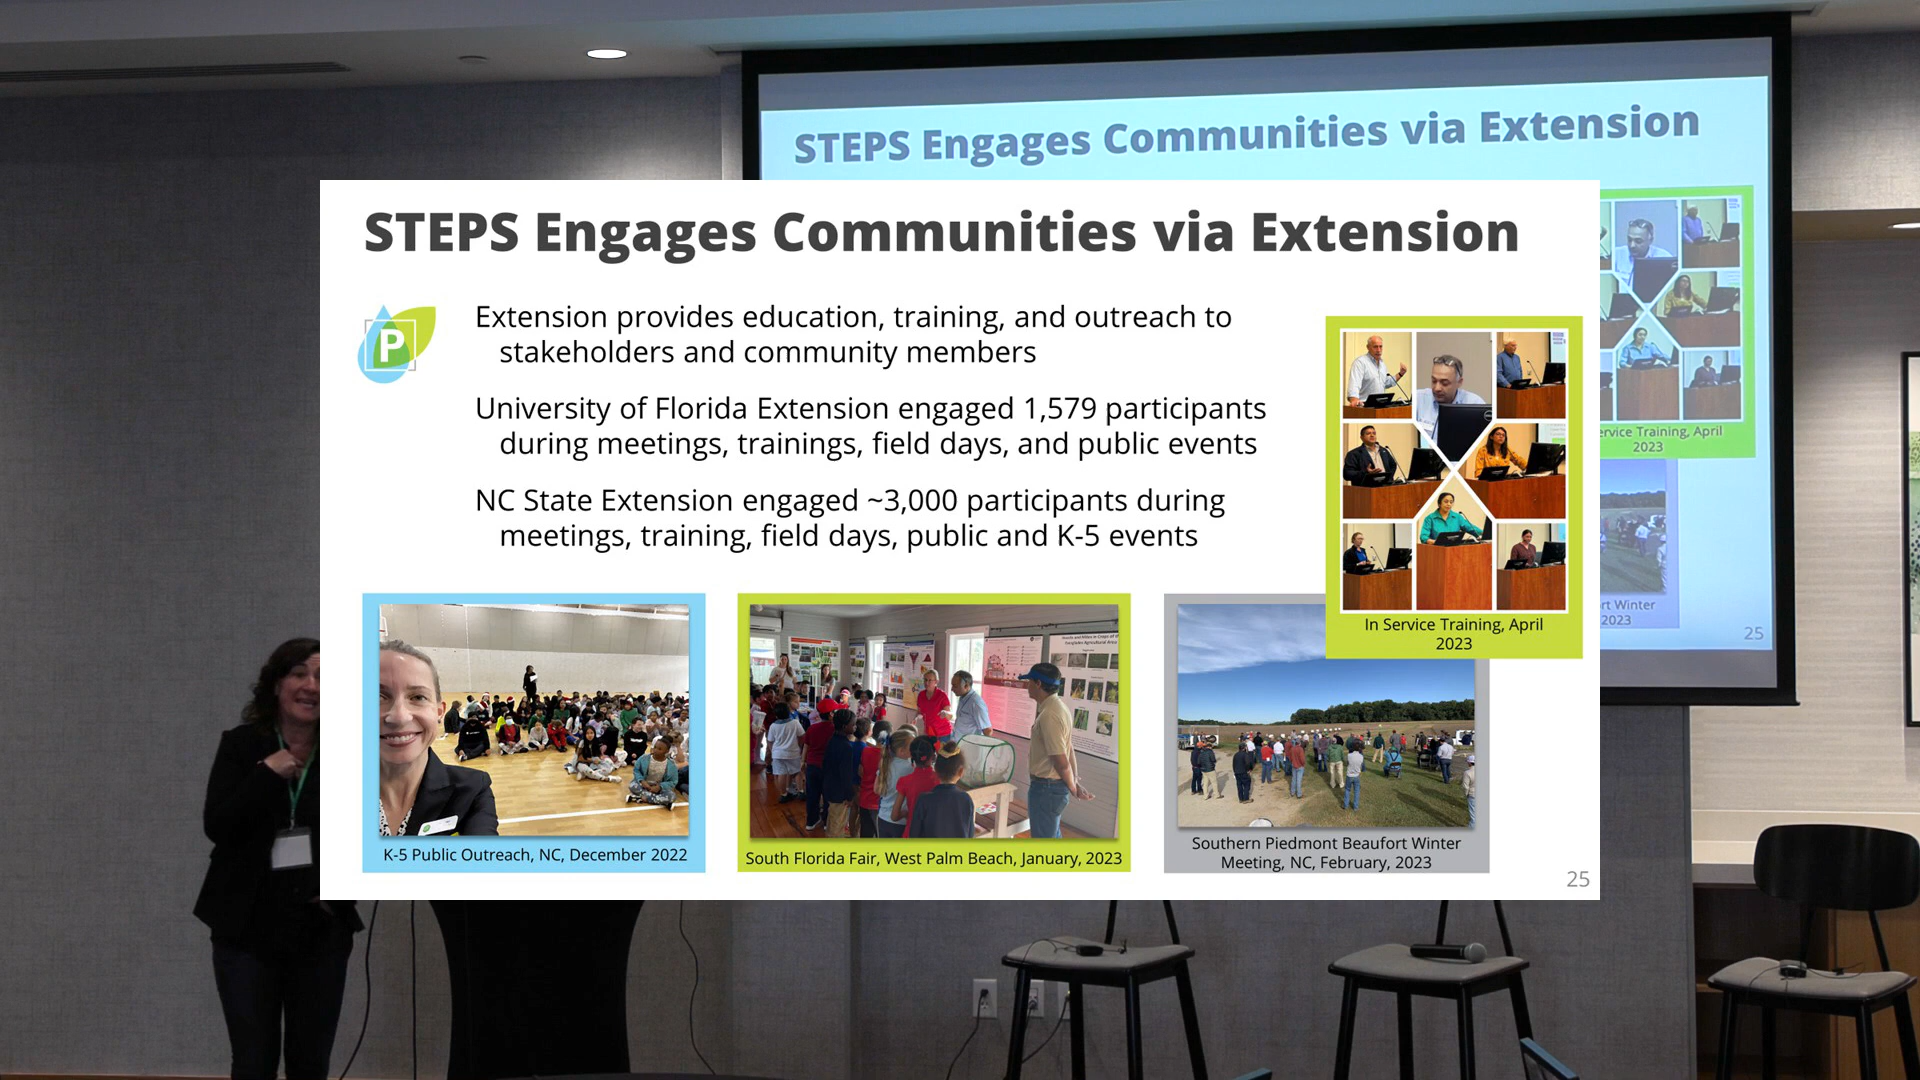 STEPS Engages Communities via Extension
STEPS Engages Communities via Extension
P
Extension provides education, training, and outreach to
stakeholders and community members
University of Florida Extension engaged 1,579 participants
during meetings, trainings, field days, and public events
NC State Extension engaged ~3,000 participants during
meetings, training, field days, public and K-5 events
In Service Training, April
2023
Training, April
2023
Winter
2023
25
K-5 Public Outreach, NC, December 2022
South Florida Fair, West Palm Beach, January, 2023
Southern Piedmont Beaufort Winter
Meeting, NC, February, 2023
25